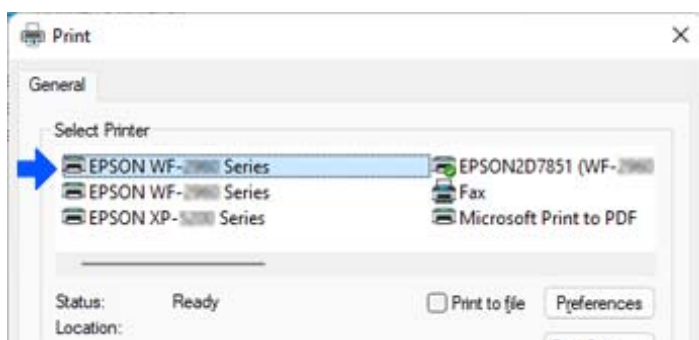 Print
General
Select Printer
EPSON WF- Series
EPSON2D7851 (WF-
EPSON WF- Series
Fax
EPSON XP- Series
Microsoft Print to PDF
Status: Ready
Print to file
Preferences
Location: